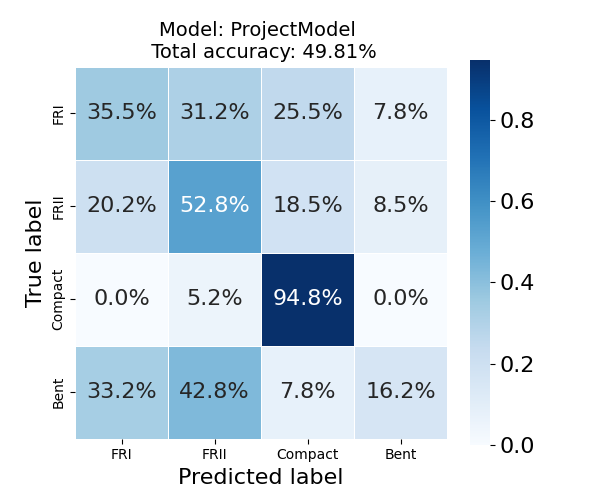 Model: ProjectModel
Total accuracy: 49.81%
FRI
35.5% 31.2% 25.5% 7.8%
0.8
FRII
20.2% 52.8% 18.5% 8.5%
0.6
True label
Compact
0.0% 5.2% 94.8% 0.0%
0.4
Bent
33.2% 42.8% 7.8% 16.2%
0.2
0.0
FRI FRII Compact Bent
Predicted label